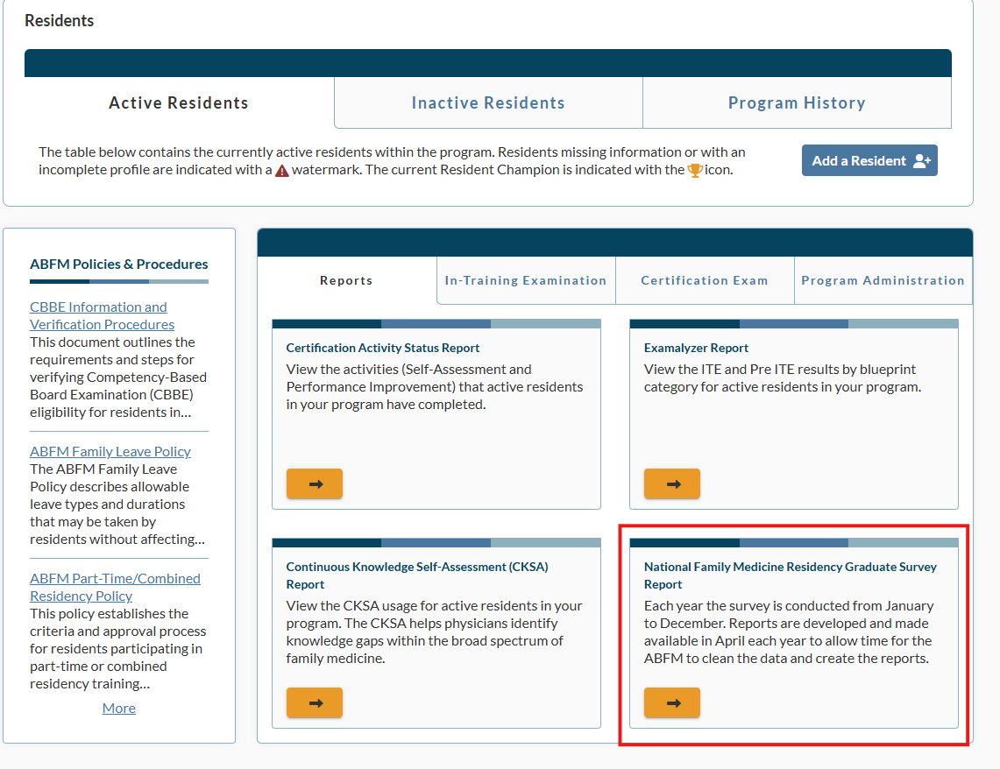 Residents
Active Residents
Inactive Residents
Program History
The table below contains the currently active residents within the program. Residents missing information or with an
incomplete profile are indicated with a watermark. The current Resident Champion is indicated with the icon.
Add a Resident
ABFM Policies & Procedures
CBBE Information and
Verification Procedures
This document outlines the
requirements and steps for
verifying Competency-Based
Board Examination (CBBE)
eligibility for residents in...
ABFM Family Leave Policy
The ABFM Family Leave
Policy describes allowable
leave types and durations
that may be taken by
residents without affecting...
ABFM Part-Time/Combined
Residency Policy
This policy establishes the
criteria and approval process
for residents participating in
part-time or combined
residency training...
More
Reports
In-Training Examination
Certification Exam
Program Administration
Certification Activity Status Report
View the activities (Self-Assessment and
Performance Improvement) that active residents
in your program have completed.
Examalyzer Report
View the ITE and Pre ITE results by blueprint
category for active residents in your program.
Continuous Knowledge Self-Assessment (CKSA)
Report
View the CKSA usage for active residents in your
program. The CKSA helps physicians identify
knowledge gaps within the broad spectrum of
family medicine.
National Family Medicine Residency Graduate Survey
Report
Each year the survey is conducted from January
to December. Reports are developed and made
available in April each year to allow time for the
ABFM to clean the data and create the reports.